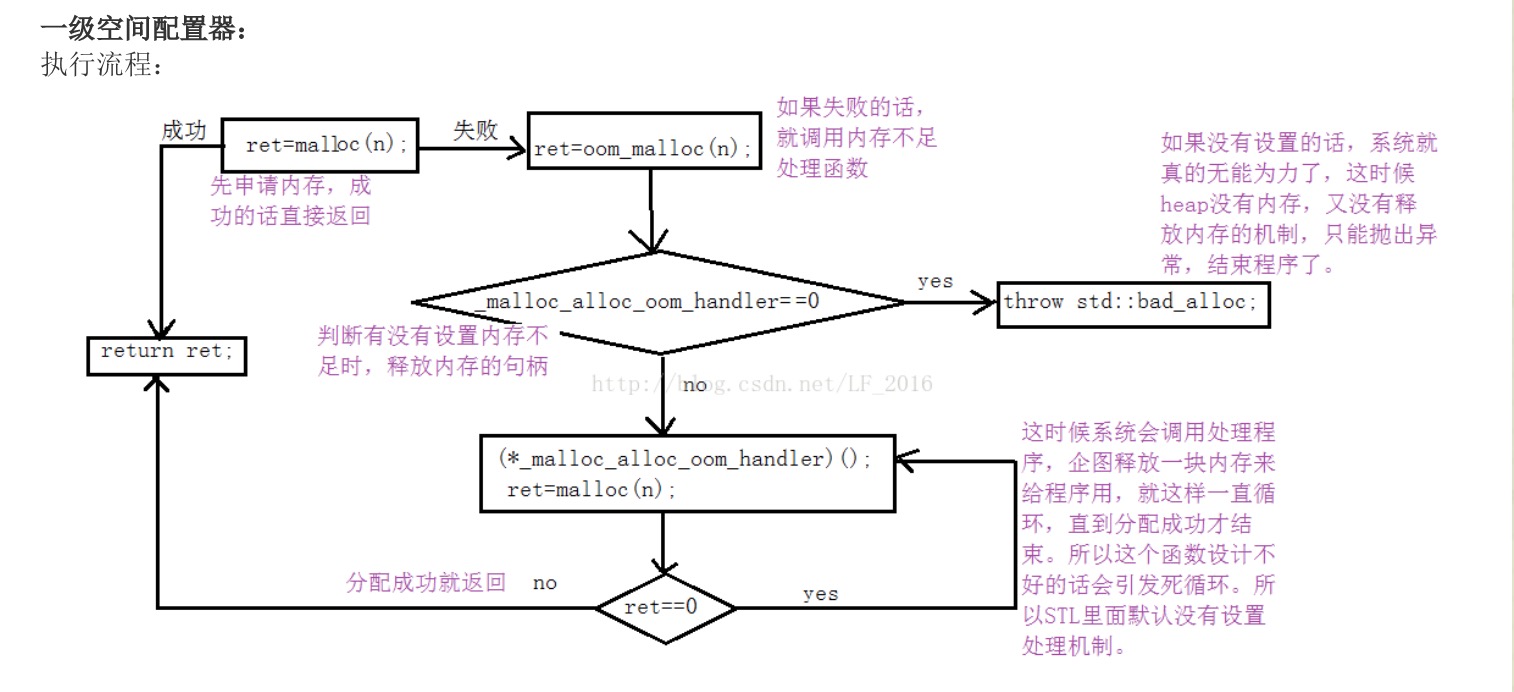 一级空间配置器：
执行流程：
成功
ret=malloc(n);
失败
ret=oom_malloc(n);
如果失败的话，
就调用内存不足
处理函数
先申请内存，成
功的话直接返回
如果没有设置的话，系统就
真的无能为力了，这时候
heap没有内存，又没有释
放内存的机制，只能抛出异
常，结束程序了。
_malloc_alloc_oom_handler==0
yes
throw std::bad_alloc;
判断有没有设置内存不
足时，释放内存的句柄
return ret;
http://blog.csdn.net/LF_2016
no
(*_malloc_alloc_oom_handler)();
ret=malloc(n);
这时候系统会调用处理程
序，企图释放一块内存来
给程序用，就这样一直循
环，直到分配成功才结
束。所以这个函数设计不
好的话会引发死循环。所
以STL里面默认没有设置
处理机制。
分配成功就返回
no
ret==0
yes